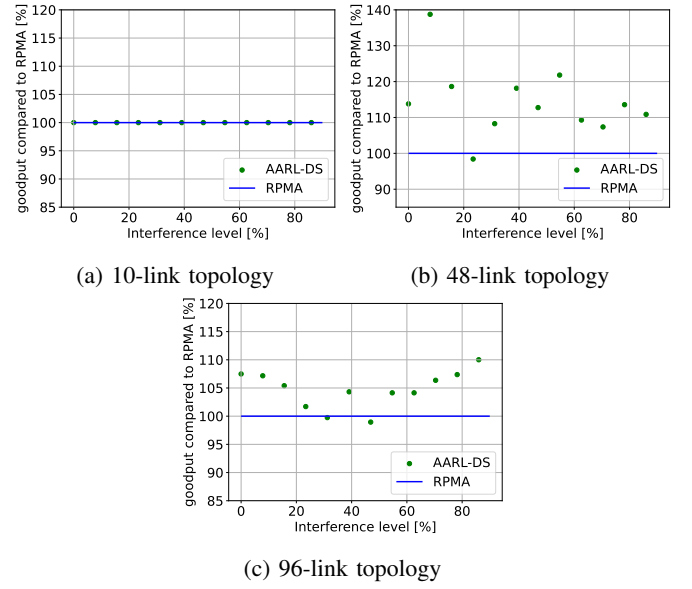 goodput compared to RPMA [%]
120
115
110
105
100
95
90
85
0 20 40 60 80
Interference level [%]
AARL-DS
RPMA
(a) 10-link topology
goodput compared to RPMA [%]
140
130
120
110
100
90
0 20 40 60 80
Interference level [%]
AARL-DS
RPMA
(b) 48-link topology
goodput compared to RPMA [%]
120
115
110
105
100
95
90
85
0 20 40 60 80
Interference level [%]
AARL-DS
RPMA
(c) 96-link topology